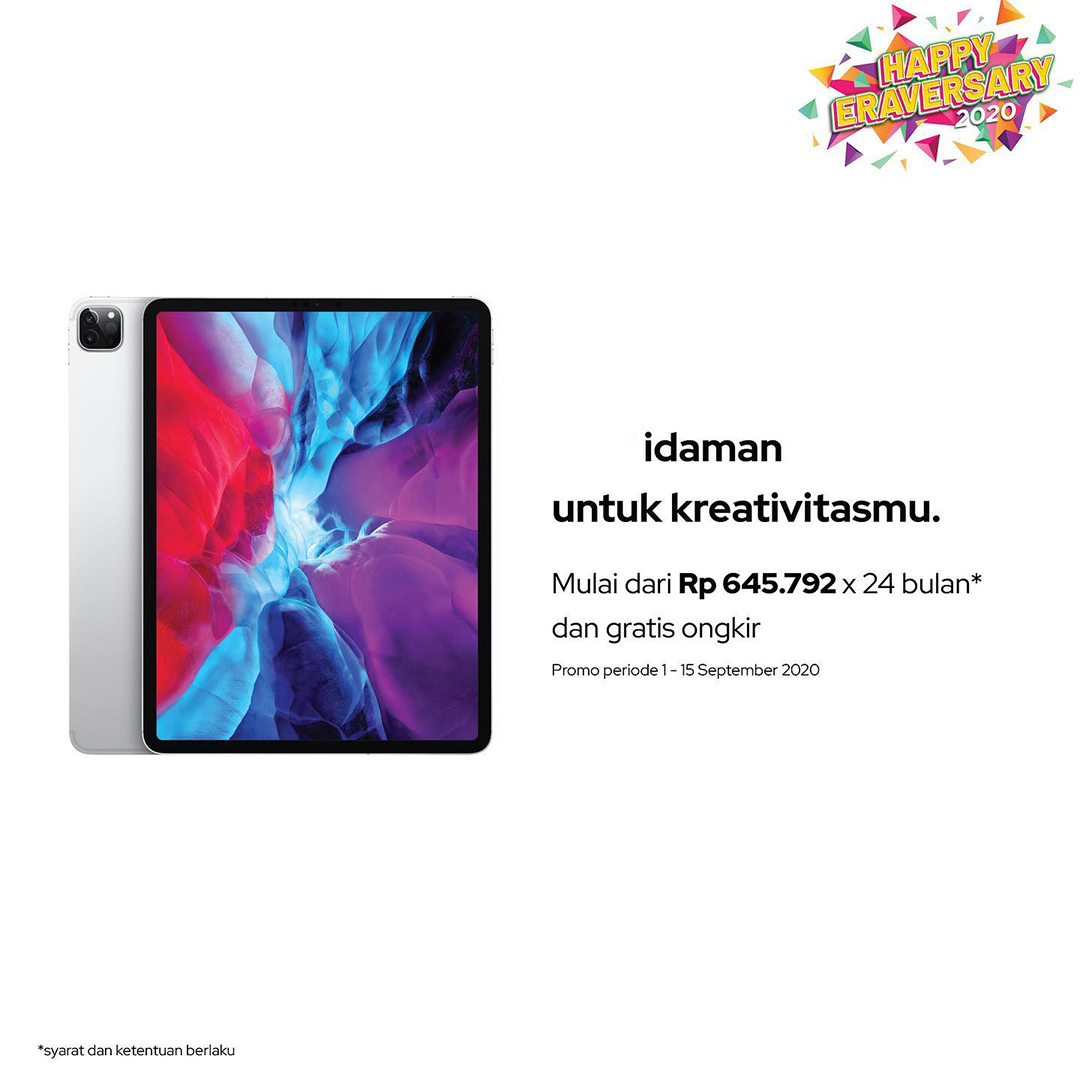 HAPPY
ERAVERSARY
2020
idaman
untuk kreativitasmu.
Mulai dari Rp 645.792 x 24 bulan*
dan gratis ongkir
Promo periode 1 - 15 September 2020
*syarat dan ketentuan berlaku